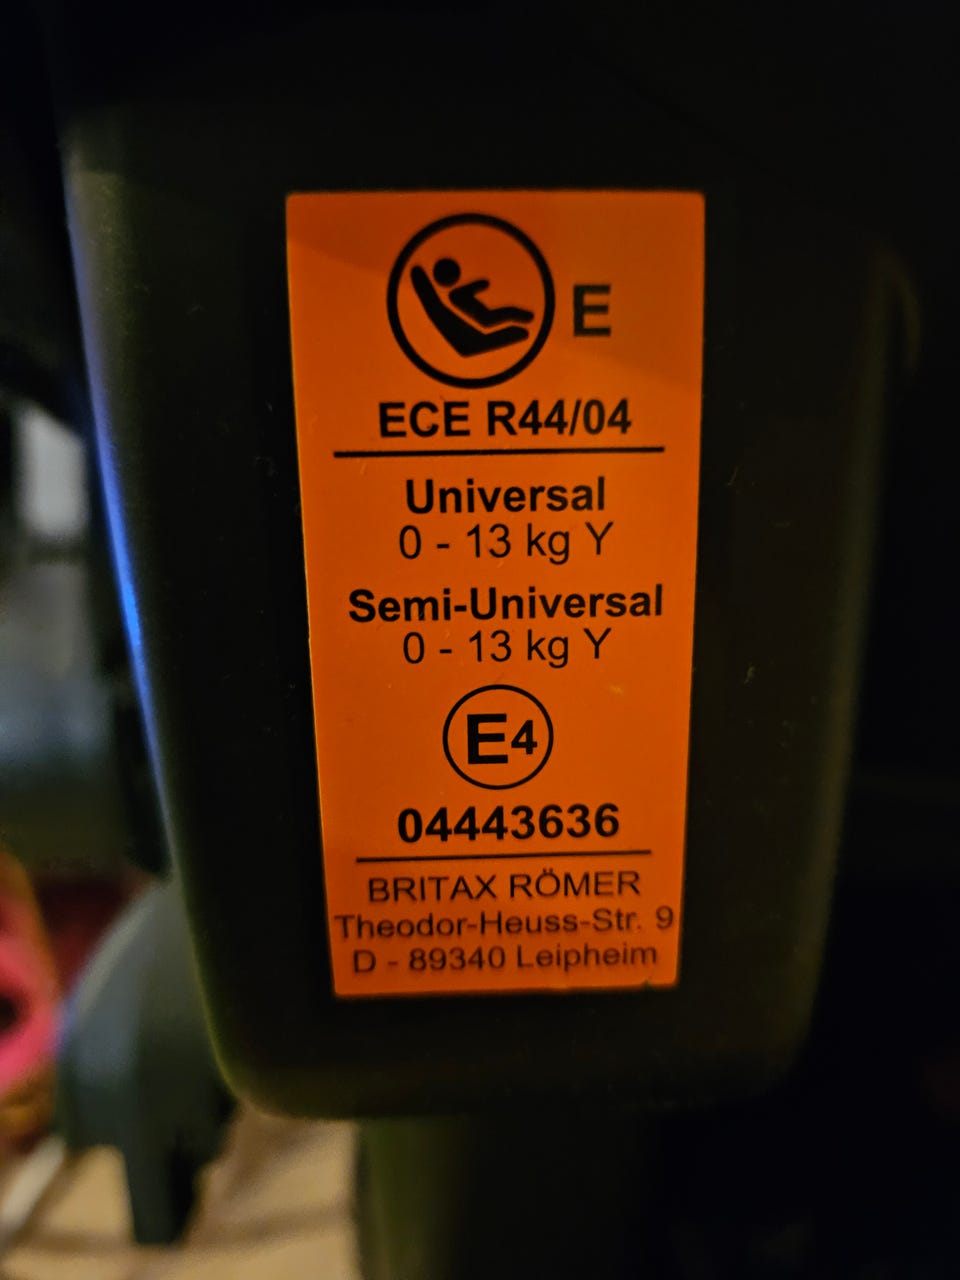 E
ECE R44/04
Universal
0 - 13 kg Y
Semi-Universal
0 - 13 kg Y
E4
04443636
BRITAX RÖMER
Theodor-Heuss-Str. 9
D - 89340 Leipheim